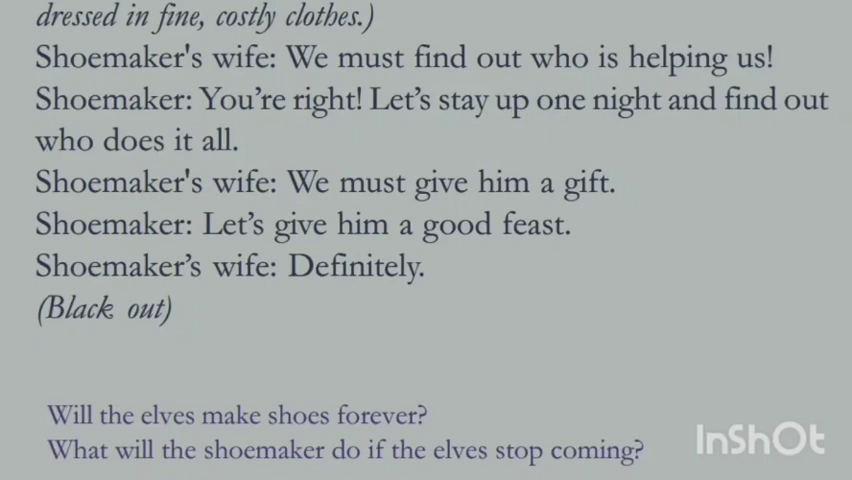 dressed in fine, costly clothes.)
Shoemaker's wife: We must find out who is helping us!
Shoemaker: You’re right! Let’s stay up one night and find out
who does it all.
Shoemaker's wife: We must give him a gift.
Shoemaker: Let’s give him a good feast.
Shoemaker’s wife: Definitely.
(Black out)
Will the elves make shoes forever?
What will the shoemaker do if the elves stop coming?
InShOt